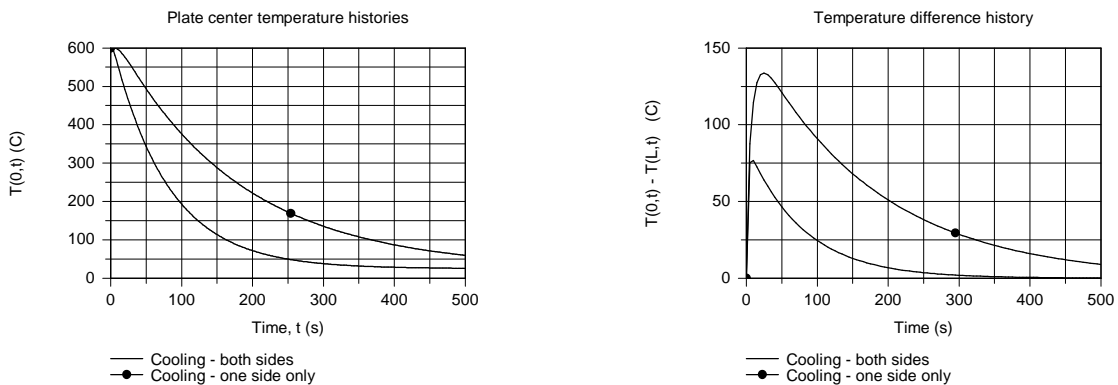 Plate center temperature histories
600
500
400
300
200
100
0
T(0,t) (C)
0 100 200 300 400 500
Time, t (s)
Cooling - both sides
Cooling - one side only
Temperature difference history
150
100
50
0
T(0,t) - T(L,t) (C)
0 100 200 300 400 500
Time (s)
Cooling - both sides
Cooling - one side only